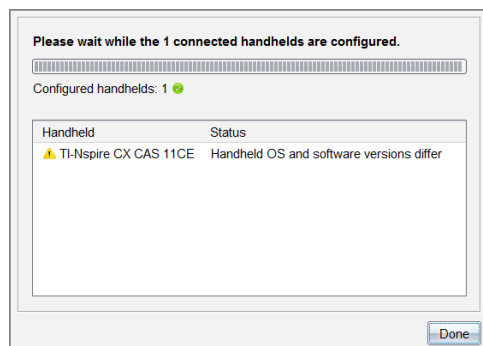 Please wait while the 1 connected handhelds are configured.
Configured handhelds: 1
Handheld Status
TI-Nspire CX CAS 11CE Handheld OS and software versions differ
Done